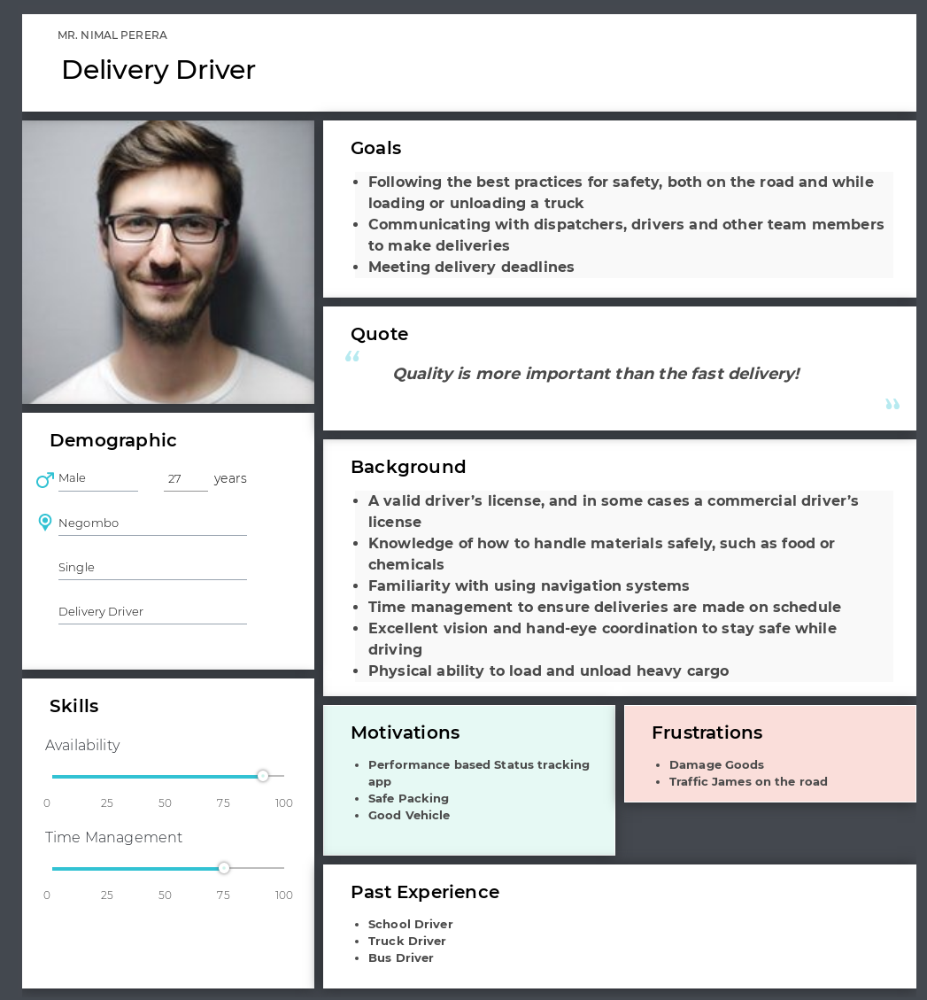 MR. NIMAL PERERA
Delivery Driver
Goals
• Following the best practices for safety, both on the road and while
loading or unloading a truck
• Communicating with dispatchers, drivers and other team members
to make deliveries
• Meeting delivery deadlines
Quote
“
Quality is more important than the fast delivery!
”
Demographic
Male 27 years
Negombo
Single
Delivery Driver
Background
• A valid driver’s license, and in some cases a commercial driver’s
license
• Knowledge of how to handle materials safely, such as food or
chemicals
• Familiarity with using navigation systems
• Time management to ensure deliveries are made on schedule
• Excellent vision and hand-eye coordination to stay safe while
driving
• Physical ability to load and unload heavy cargo
Skills
Availability
0 25 50 75 100
Time Management
0 25 50 75 100
Motivations
• Performance based Status tracking
app
• Safe Packing
• Good Vehicle
Frustrations
• Damage Goods
• Traffic James on the road
Past Experience
• School Driver
• Truck Driver
• Bus Driver